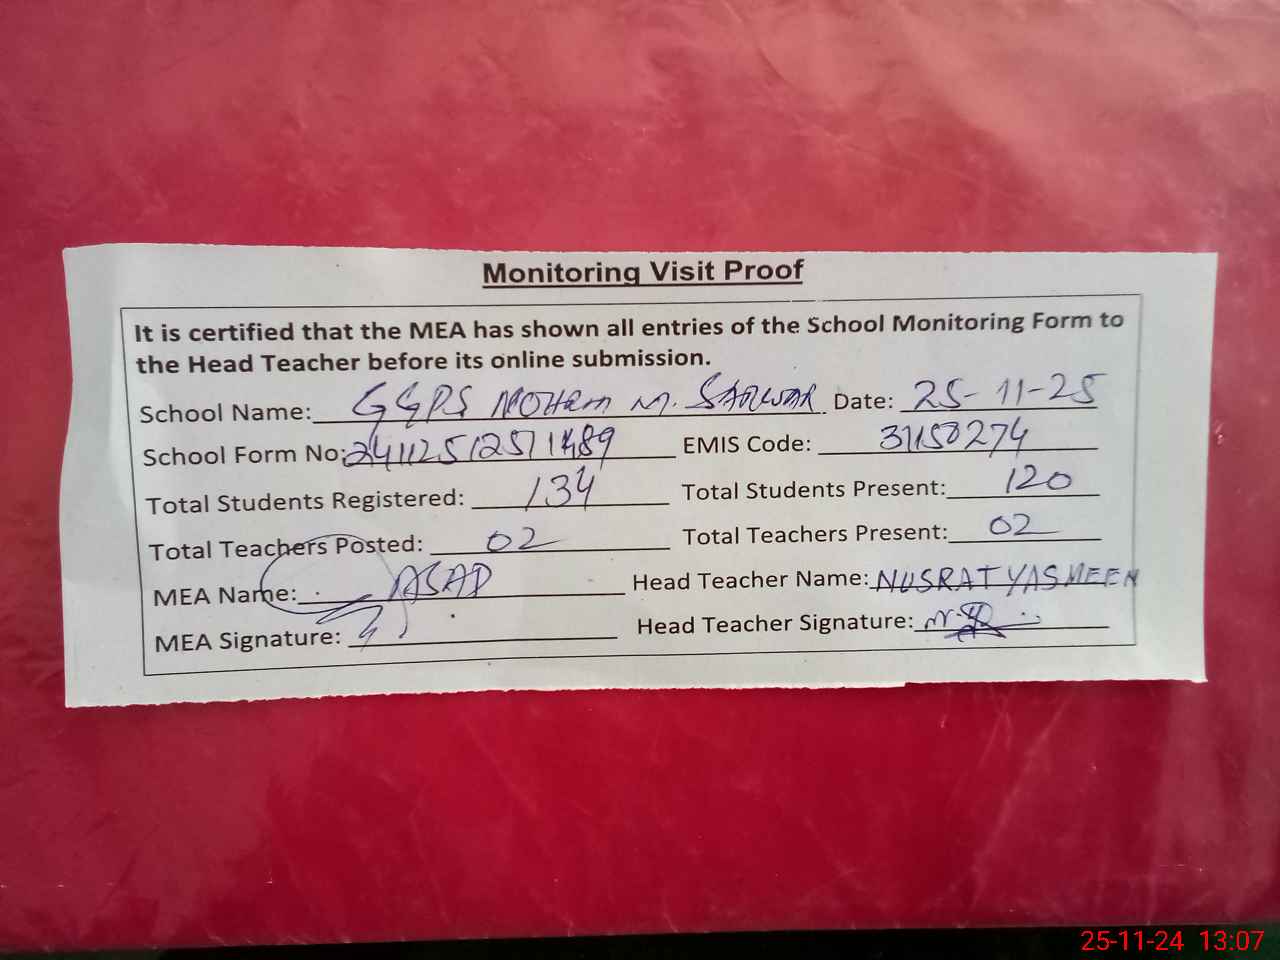 Monitoring Visit Proof
It is certified that the MEA has shown all entries of the School Monitoring Form to
the Head Teacher before its online submission.
School Name: GGPS MOHRM M. SARWAR Date: 25-11-25
School Form No: EMIS Code: 31158274
Total Students Registered: 134 Total Students Present: 120
Total Teachers Posted: 02 Total Teachers Present: 02
MEA Name: ASAD Head Teacher Name: NUSRAT YASMEEN
MEA Signature: Head Teacher Signature:
25-11-24 13:07